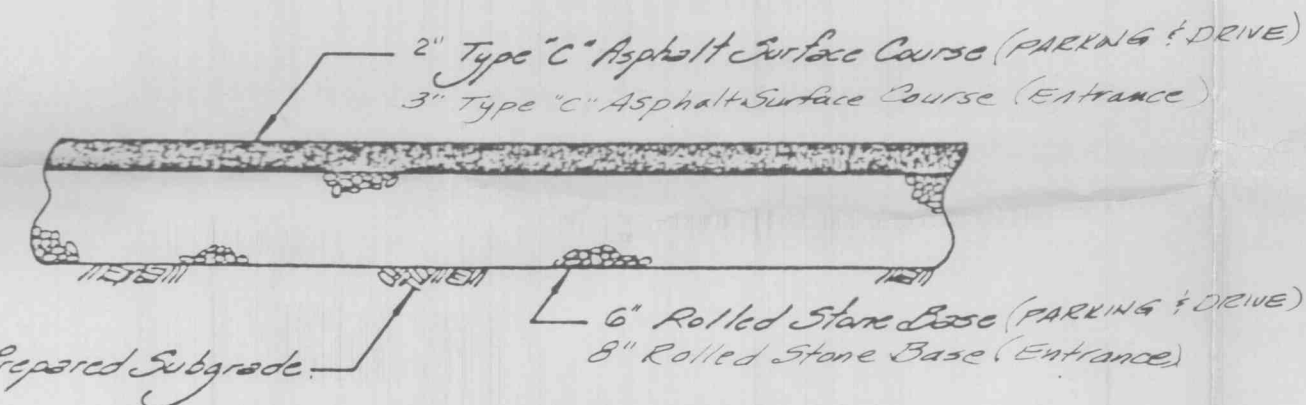 2" Type "C" Asphalt Surface Course (PARKING & DRIVE)
3" Type "C" Asphalt Surface Course (Entrance)
6" Rolled Stone Base (PARKING & DRIVE)
8" Rolled Stone Base (Entrance)
Prepared Subgrade